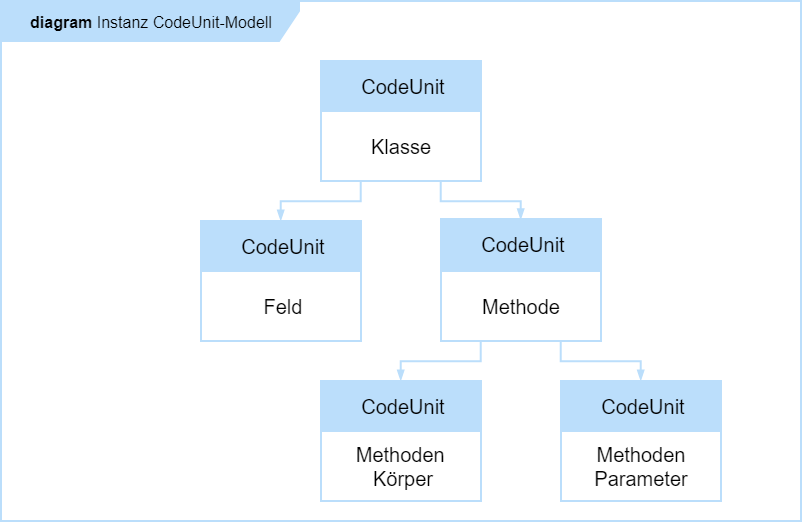 diagram Instanz CodeUnit-Modell
CodeUnit
Klasse
CodeUnit
Feld
CodeUnit
Methode
CodeUnit
Methoden
Körper
CodeUnit
Methoden
Parameter